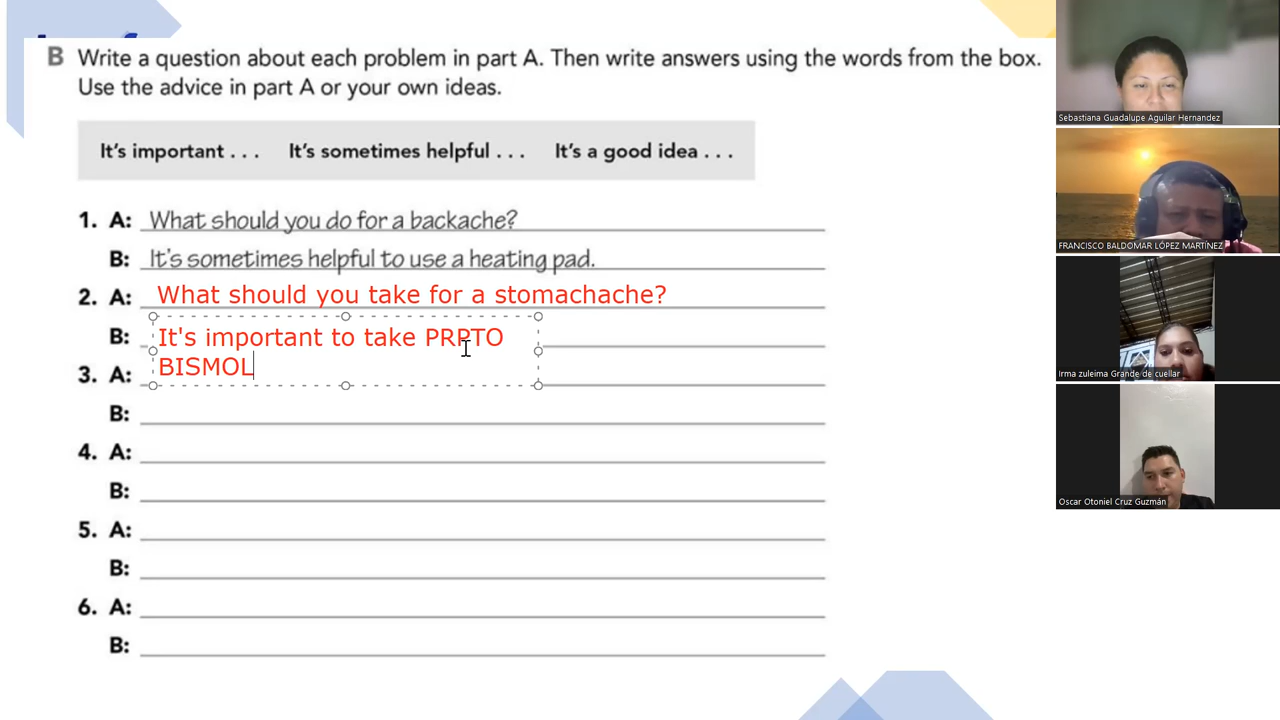 B Write a question about each problem in part A. Then write answers using the words from the box.
Use the advice in part A or your own ideas.
It's important . . . It's sometimes helpful . . . It's a good idea . . .
1. A: What should you do for a backache?
B: It's sometimes helpful to use a heating pad.
2. A: What should you take for a stomachache?
B: It's important to take PRPTO
BISMOL
3. A:
B:
4. A:
B:
5. A:
B:
6. A:
B:
Sebastiana Guadalupe Aguilar Hernandez
FRANCISCO BALDOMAR LÓPEZ MARTÍNEZ
Irma zuleima Grande de cuellar
Oscar Otoniel Cruz Guzmán